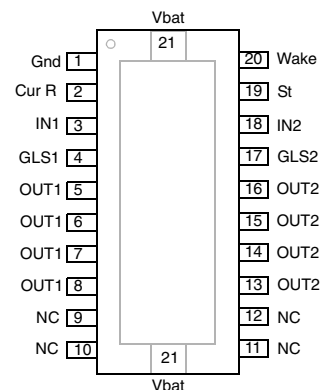 Vbat
21
Gnd 1 20 Wake
Cur R 2 19 St
IN1 3 18 IN2
GLS1 4 17 GLS2
OUT1 5 16 OUT2
OUT1 6 15 OUT2
OUT1 7 14 OUT2
OUT1 8 13 OUT2
NC 9 12 NC
NC 10 11 NC
21
Vbat